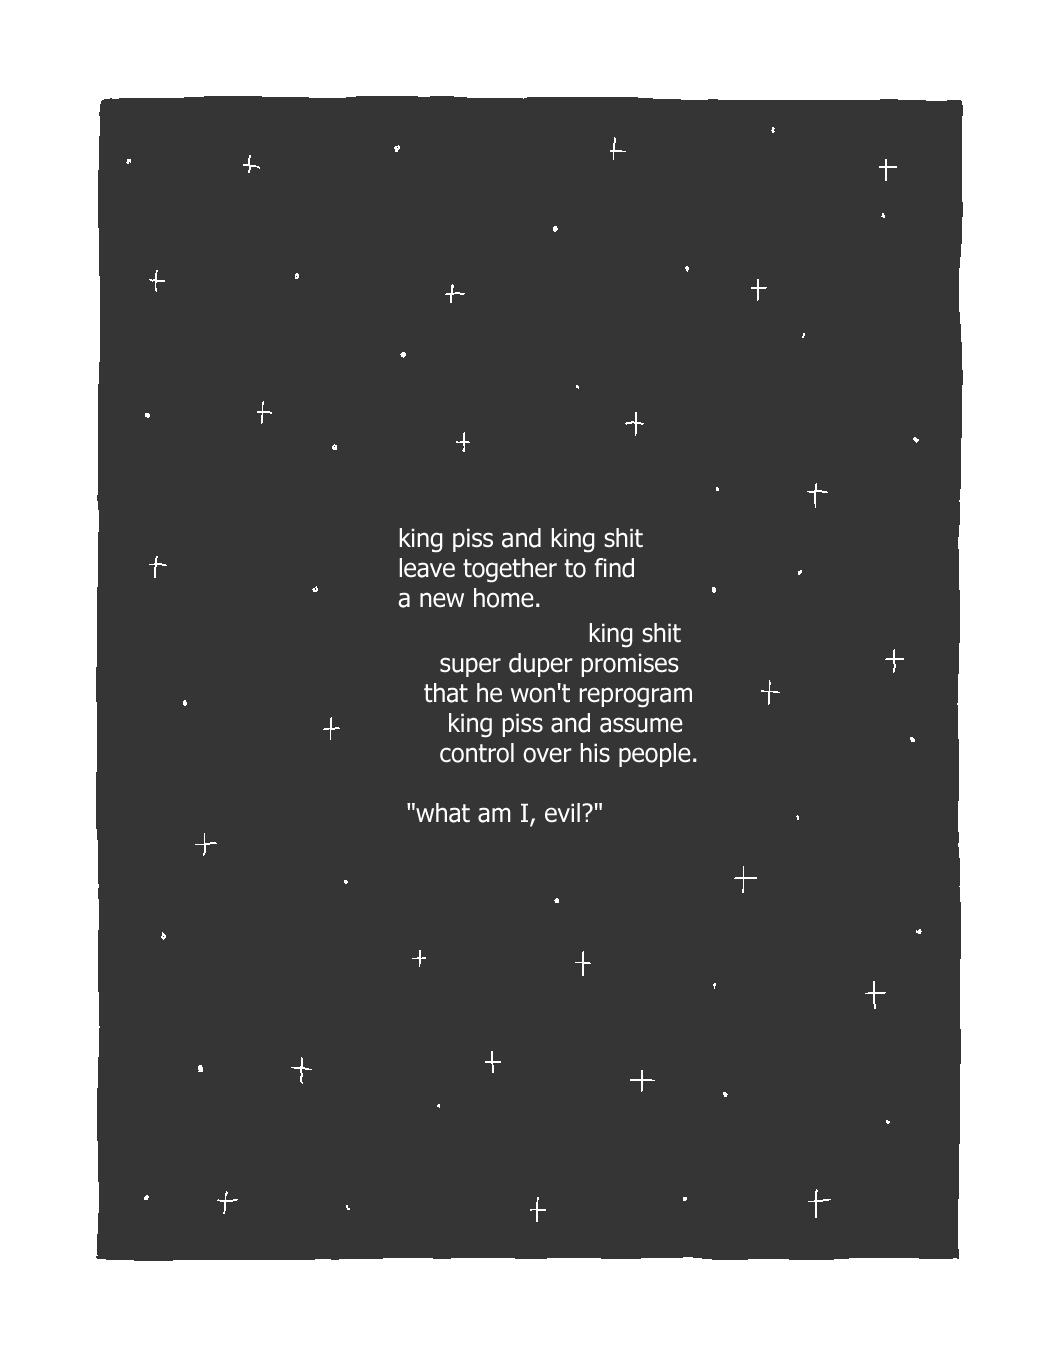 king piss and king shit
leave together to find
a new home.
king shit
super duper promises
that he won't reprogram
king piss and assume
control over his people.
"what am I, evil?"